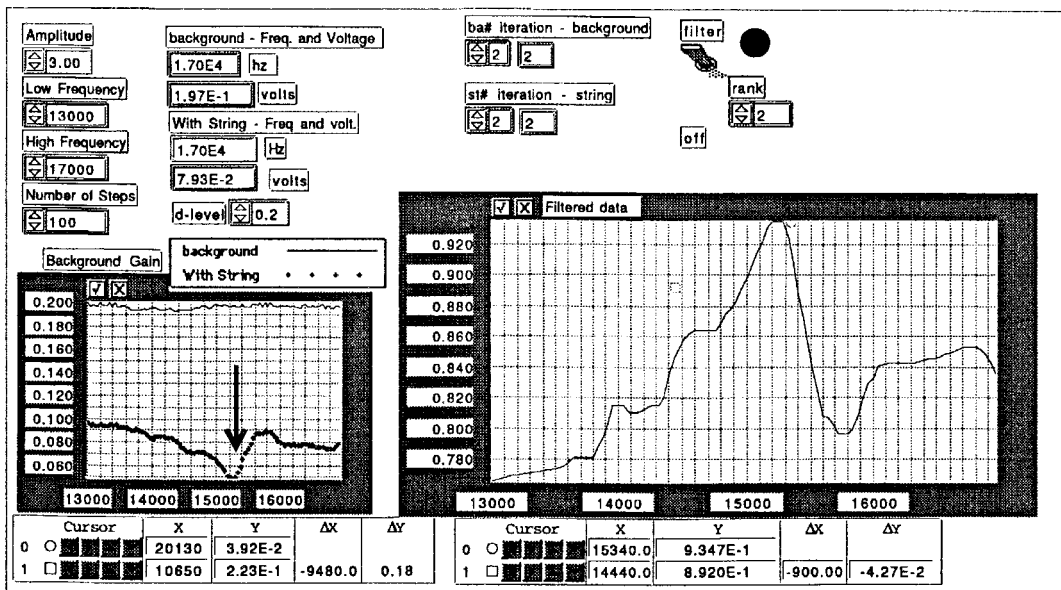 Amplitude
3.00
Low Frequency
13000
High Frequency
17000
Number of Steps
100
background - Freq. and Voltage
1.70E4 hz
1.97E-1 volts
With String - Freq and volt.
1.70E4 Hz
7.93E-2 volts
d-level 0.2
ba# iteration - background
2 2
st# iteration - string
2 2
filter
off
rank
2
Background Gain
background
With String
0.200
0.180
0.160
0.140
0.120
0.100
0.080
0.060
13000 14000 15000 16000
Filtered data
0.920
0.900
0.880
0.860
0.840
0.820
0.800
0.780
13000 14000 15000 16000
Cursor X Y ΔX ΔY
0 20130 3.92E-2
1 10650 2.23E-1 -9480.0 0.18
Cursor X Y ΔX ΔY
0 15340.0 9.347E-1
1 14440.0 8.920E-1 -900.00 -4.27E-2